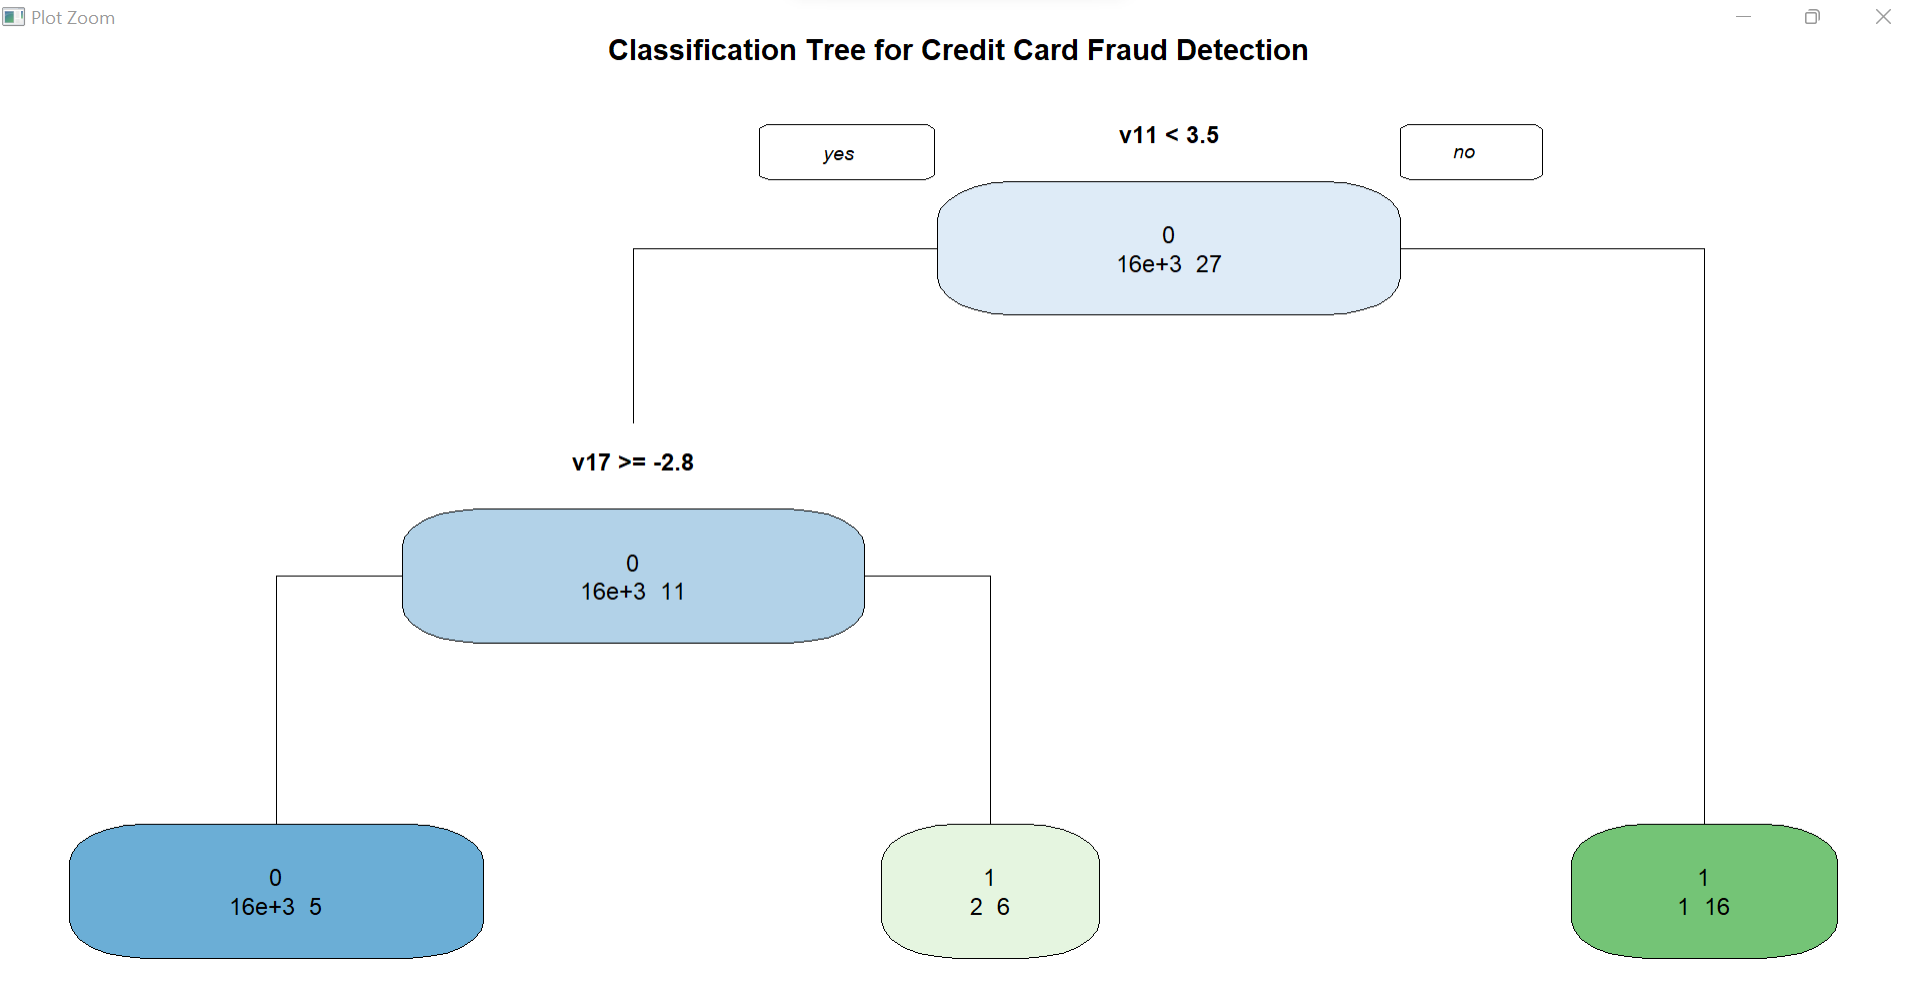 Plot Zoom
Classification Tree for Credit Card Fraud Detection
yes
v11 < 3.5
no
0
16e+3 27
v17 >= -2.8
0
16e+3 11
0
16e+3 5
1
2 6
1
1 16